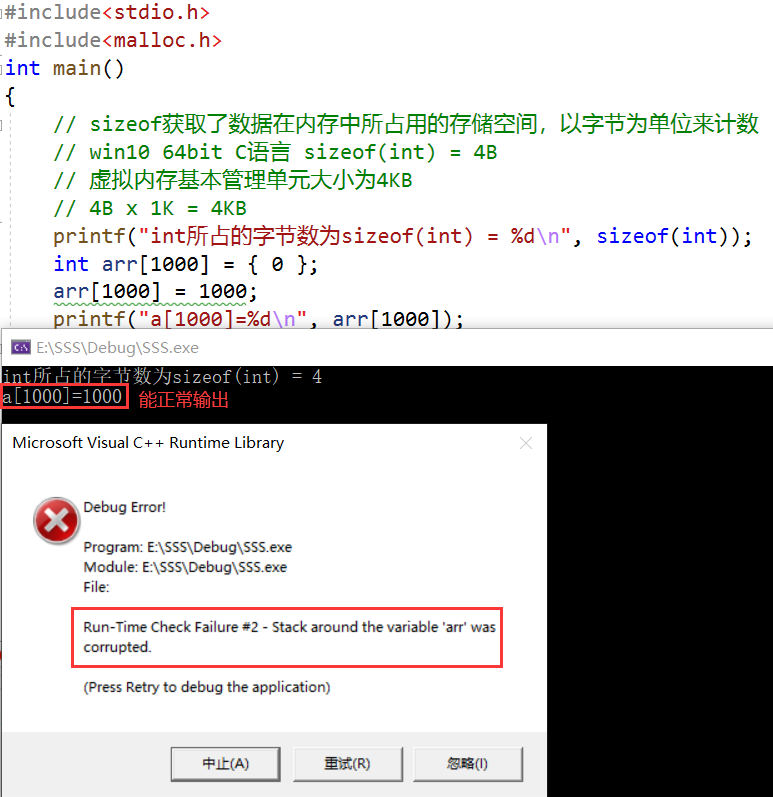 #include<stdio.h>
#include<malloc.h>
int main()
{
// sizeof获取了数据在内存中所占用的存储空间，以字节为单位来计数
// win10 64bit C语言 sizeof(int) = 4B
// 虚拟内存基本管理单元大小为4KB
// 4B x 1K = 4KB
printf("int所占的字节数为sizeof(int) = %d\n", sizeof(int));
int arr[1000] = { 0 };
arr[1000] = 1000;
printf("a[1000]=%d\n", arr[1000]);
E:\SSS\Debug\SSS.exe
int所占的字节数为sizeof(int) = 4
a[1000]=1000 能正常输出
Microsoft Visual C++ Runtime Library
Debug Error!
Program: E:\SSS\Debug\SSS.exe
Module: E:\SSS\Debug\SSS.exe
File:
Run-Time Check Failure #2 - Stack around the variable 'arr' was
corrupted.
(Press Retry to debug the application)
中止(A) 重试(R) 忽略(I)